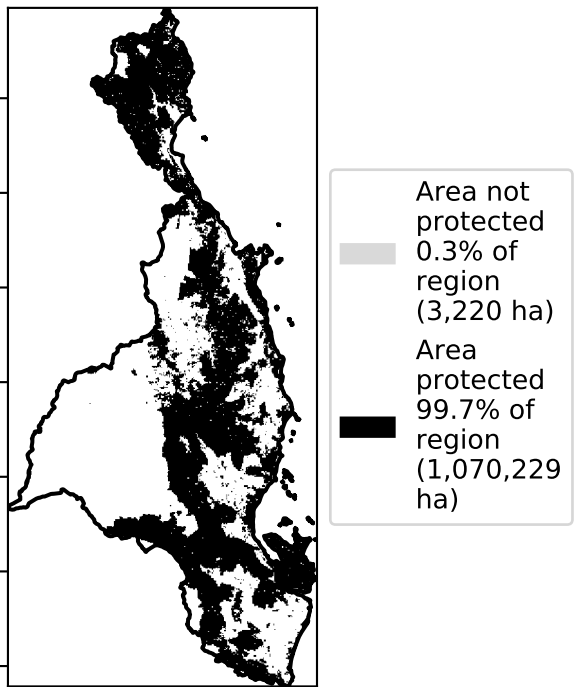 Area not
protected
0.3% of
region
(3,220 ha)
Area
protected
99.7% of
region
(1,070,229
ha)